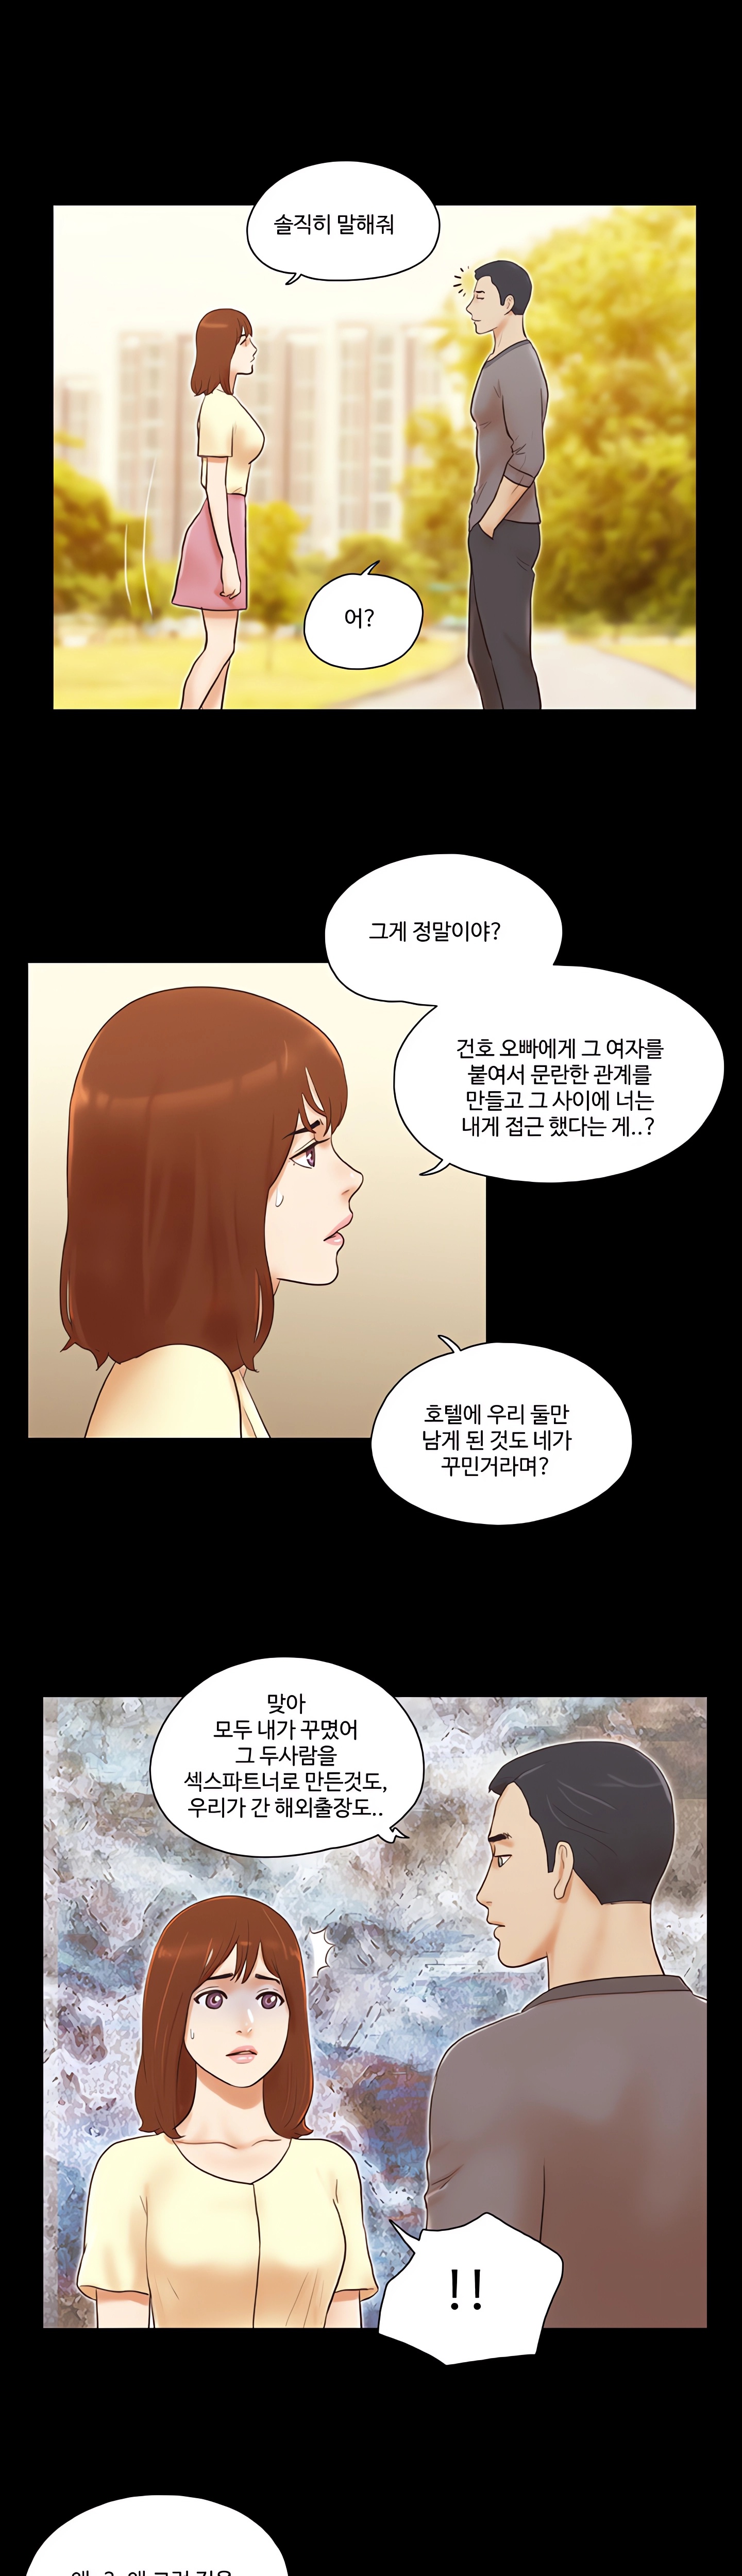 솔직히 말해줘
어?
그게 정말이야?
건호 오빠에게 그 여자를
붙여서 문란한 관계를
만들고 그 사이에 너는
내게 접근 했다는 게..?
호텔에 우리 둘만
남게 된 것도 네가
꾸민거라며?
맞아
모두 내가 꾸몄어
그 두사람을
섹스파트너로 만든것도,
우리가 간 해외출장도..
!!